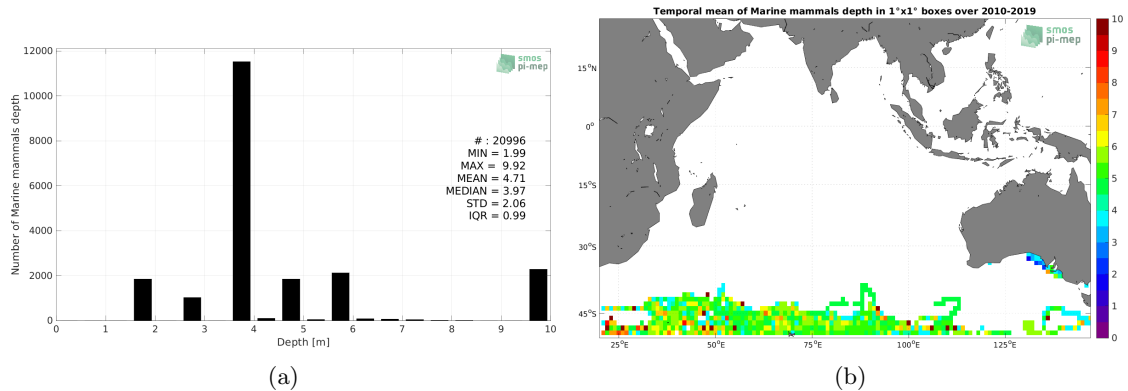 12000
10000
8000
6000
4000
2000
0
0 1 2 3 4 5 6 7 8 9 10
Number of Marine mammals depth
Depth [m]
smos
pi-mep
# : 20996
MIN = 1.99
MAX = 9.92
MEAN = 4.71
MEDIAN = 3.97
STD = 2.06
IQR = 0.99
(a)
Temporal mean of Marine mammals depth in 1°x1° boxes over 2010-2019
smos
pi-mep
15°N
0°
15°S
30°S
45°S
25°E 50°E 75°E 100°E 125°E
10
9
8
7
6
5
4
3
2
1
0
(b)